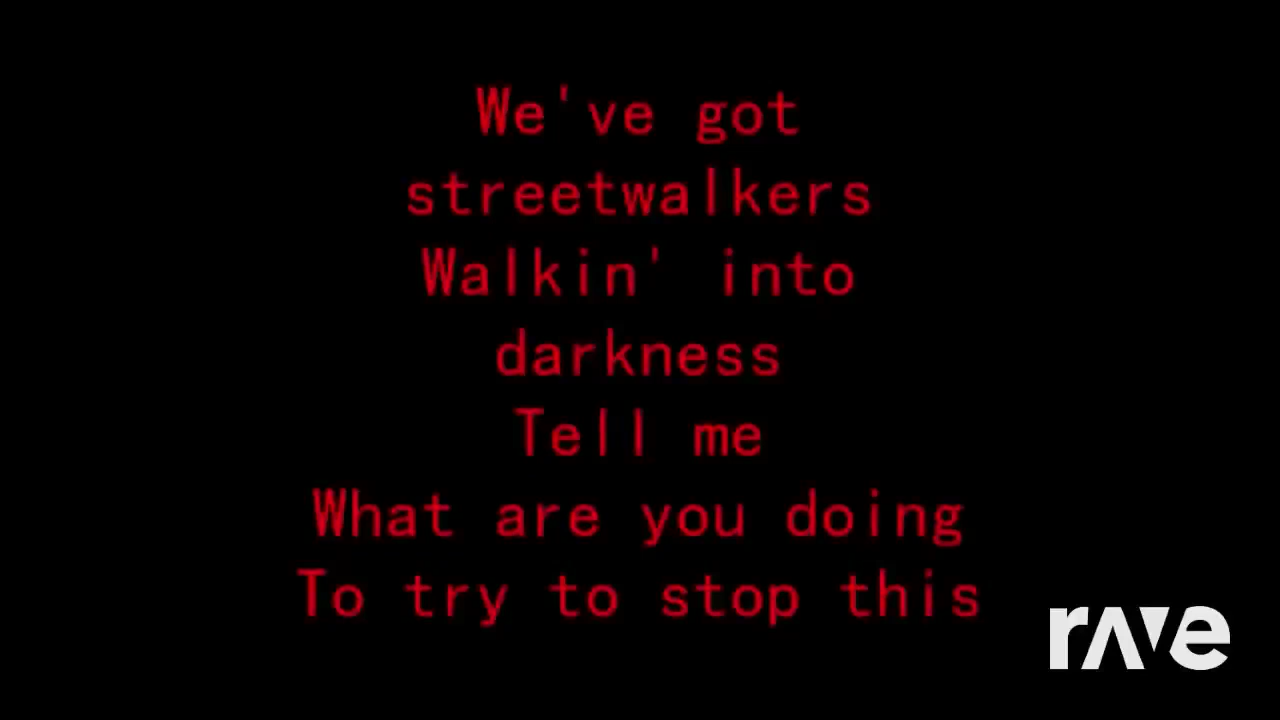 We've got
streetwalkers
Walkin' into
darkness
Tell me
What are you doing
To try to stop this
rave